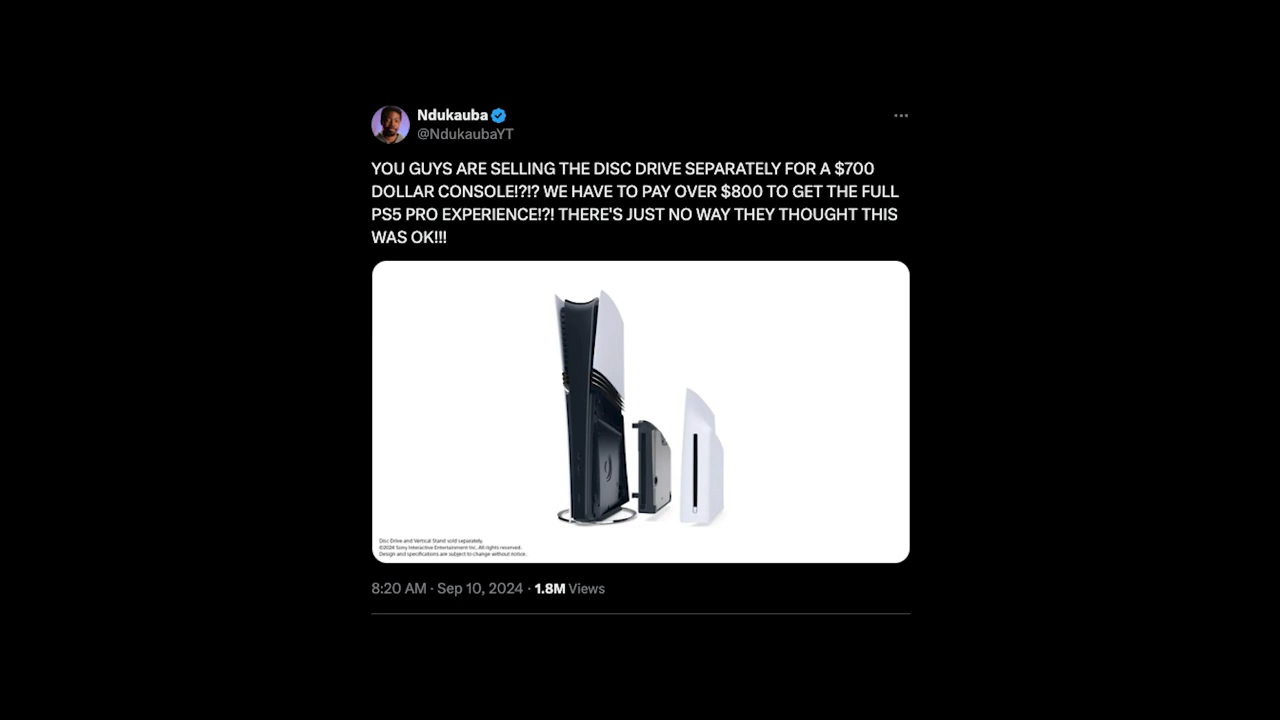 Ndukauba
@NdukaubaYT
YOU GUYS ARE SELLING THE DISC DRIVE SEPARATELY FOR A $700
DOLLAR CONSOLE!?!? WE HAVE TO PAY OVER $800 TO GET THE FULL
PS5 PRO EXPERIENCE!?! THERE'S JUST NO WAY THEY THOUGHT THIS
WAS OK!!!
Disc Drive and Vertical Stand sold separately.
©2024 Sony Interactive Entertainment Inc. All rights reserved.
Design and specifications are subject to change without notice.
8:20 AM · Sep 10, 2024 · 1.8M Views